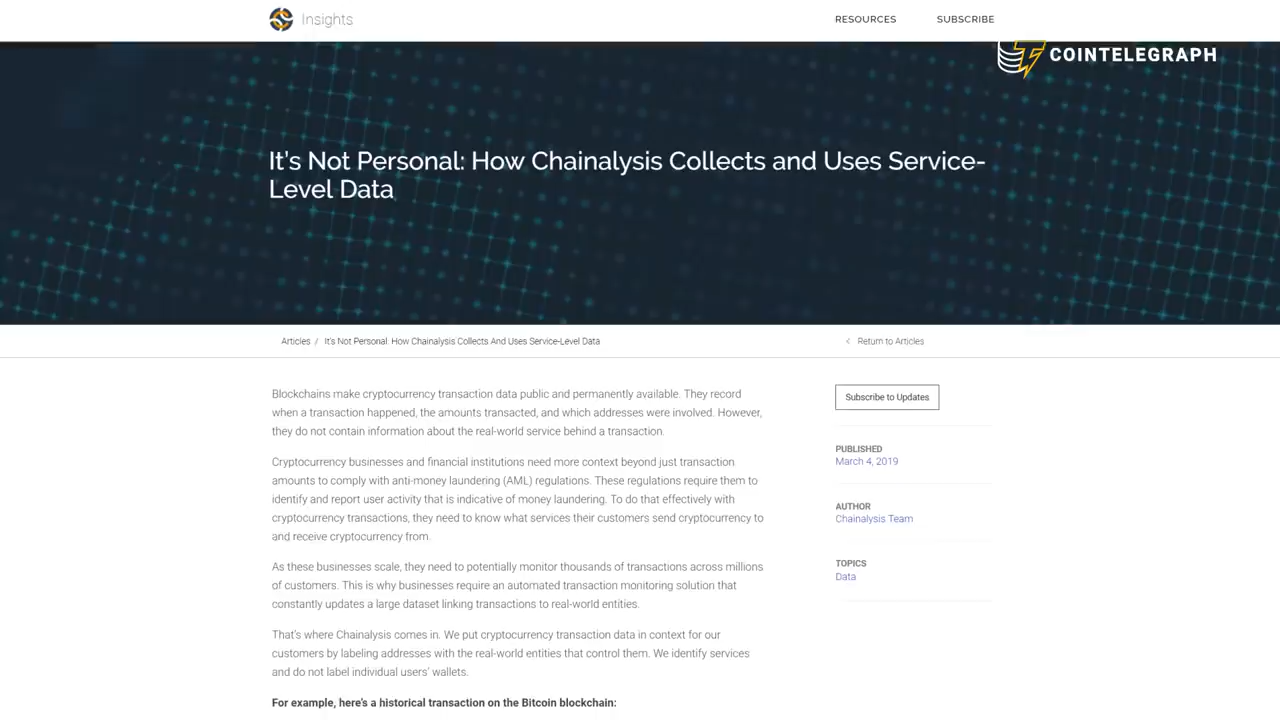 Insights
RESOURCES
SUBSCRIBE
COINTELEGRAPH
It's Not Personal: How Chainalysis Collects and Uses Service-
Level Data
Articles / It's Not Personal: How Chainalysis Collects And Uses Service-Level Data
Return to Articles
Blockchains make cryptocurrency transaction data public and permanently available. They record
when a transaction happened, the amounts transacted, and which addresses were involved. However,
they do not contain information about the real-world service behind a transaction.
Cryptocurrency businesses and financial institutions need more context beyond just transaction
amounts to comply with anti-money laundering (AML) regulations. These regulations require them to
identify and report user activity that is indicative of money laundering. To do that effectively with
cryptocurrency transactions, they need to know what services their customers send cryptocurrency to
and receive cryptocurrency from.
As these businesses scale, they need to potentially monitor thousands of transactions across millions
of customers. This is why businesses require an automated transaction monitoring solution that
constantly updates a large dataset linking transactions to real-world entities.
That's where Chainalysis comes in. We put cryptocurrency transaction data in context for our
customers by labeling addresses with the real-world entities that control them. We identify services
and do not label individual users' wallets.
For example, here's a historical transaction on the Bitcoin blockchain:
Subscribe to Updates
PUBLISHED
March 4, 2019
AUTHOR
Chainalysis Team
TOPICS
Data